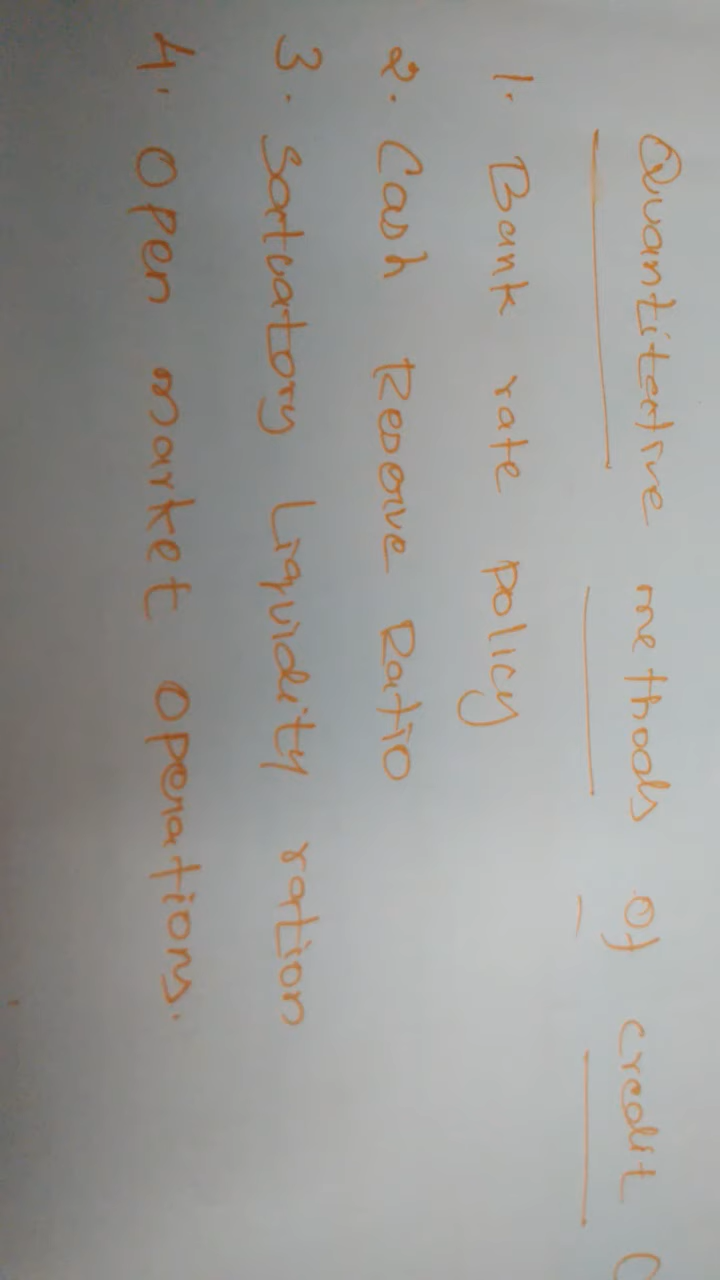 Quantitative methods of credit
1. Bank rate policy
2. Cash Reserve Ratio
3. Satuatory Liquidity ration
4. Open market operations.